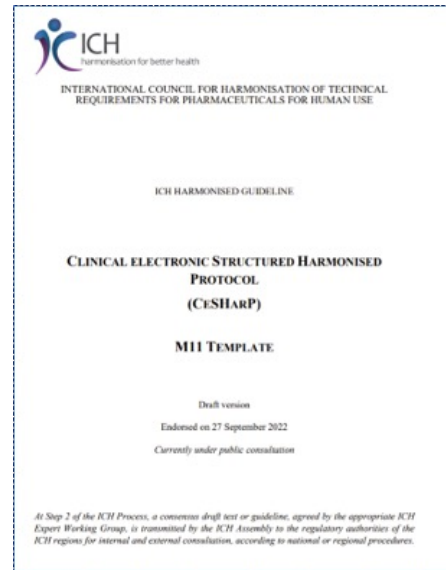 ICH
harmonisation for better health
INTERNATIONAL COUNCIL FOR HARMONISATION OF TECHNICAL
REQUIREMENTS FOR PHARMACEUTICALS FOR HUMAN USE
ICH HARMONISED GUIDELINE
CLINICAL ELECTRONIC STRUCTURED HARMONISED
PROTOCOL
(CESHARP)
M11 TEMPLATE
Draft version
Endorsed on 27 September 2022
Currently under public consultation
At Step 2 of the ICH Process, a consensus draft text or guideline, agreed by the appropriate ICH
Expert Working Group, is transmitted by the ICH Assembly to the regulatory authorities of the
ICH regions for internal and external consultation, according to national or regional procedures.